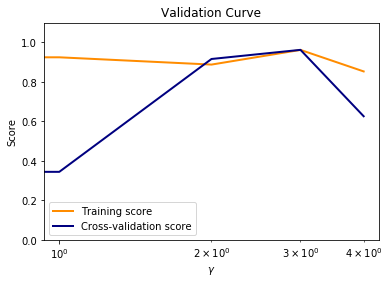 Validation Curve
Score
1.0
0.8
0.6
0.4
0.2
0.0
Training score
Cross-validation score
10⁰
2 × 10⁰
3 × 10⁰
4 × 10⁰
γ